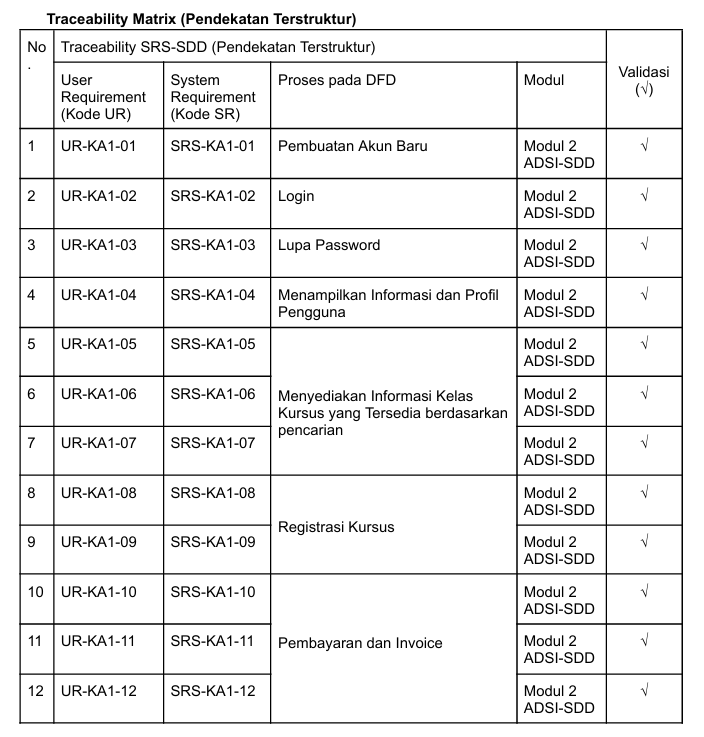 Traceability Matrix (Pendekatan Terstruktur)
No
.
Traceability SRS-SDD (Pendekatan Terstruktur)
Validasi
(√)
User
Requirement
(Kode UR)
System
Requirement
(Kode SR)
Proses pada DFD
Modul
1
UR-KA1-01
SRS-KA1-01
Pembuatan Akun Baru
Modul 2
ADSI-SDD
√
2
UR-KA1-02
SRS-KA1-02
Login
Modul 2
ADSI-SDD
√
3
UR-KA1-03
SRS-KA1-03
Lupa Password
Modul 2
ADSI-SDD
√
4
UR-KA1-04
SRS-KA1-04
Menampilkan Informasi dan Profil
Pengguna
Modul 2
ADSI-SDD
√
5
UR-KA1-05
SRS-KA1-05
Menyediakan Informasi Kelas
Kursus yang Tersedia berdasarkan
pencarian
Modul 2
ADSI-SDD
√
6
UR-KA1-06
SRS-KA1-06
Modul 2
ADSI-SDD
√
7
UR-KA1-07
SRS-KA1-07
Modul 2
ADSI-SDD
√
8
UR-KA1-08
SRS-KA1-08
Registrasi Kursus
Modul 2
ADSI-SDD
√
9
UR-KA1-09
SRS-KA1-09
Modul 2
ADSI-SDD
√
10
UR-KA1-10
SRS-KA1-10
Pembayaran dan Invoice
Modul 2
ADSI-SDD
√
11
UR-KA1-11
SRS-KA1-11
Modul 2
ADSI-SDD
√
12
UR-KA1-12
SRS-KA1-12
Modul 2
ADSI-SDD
√